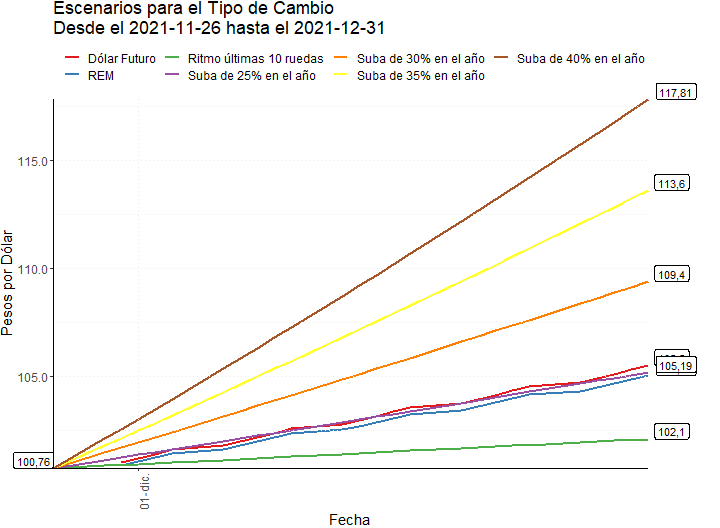 Escenarios para el Tipo de Cambio
Desde el 2021-11-26 hasta el 2021-12-31
Dólar Futuro
Ritmo últimas 10 ruedas
Suba de 30% en el año
Suba de 40% en el año
REM
Suba de 25% en el año
Suba de 35% en el año
117,81
115.0
113,6
110.0
109,4
Pesos por Dólar
105,19
105.0
102,1
100,76
01-dic.
Fecha